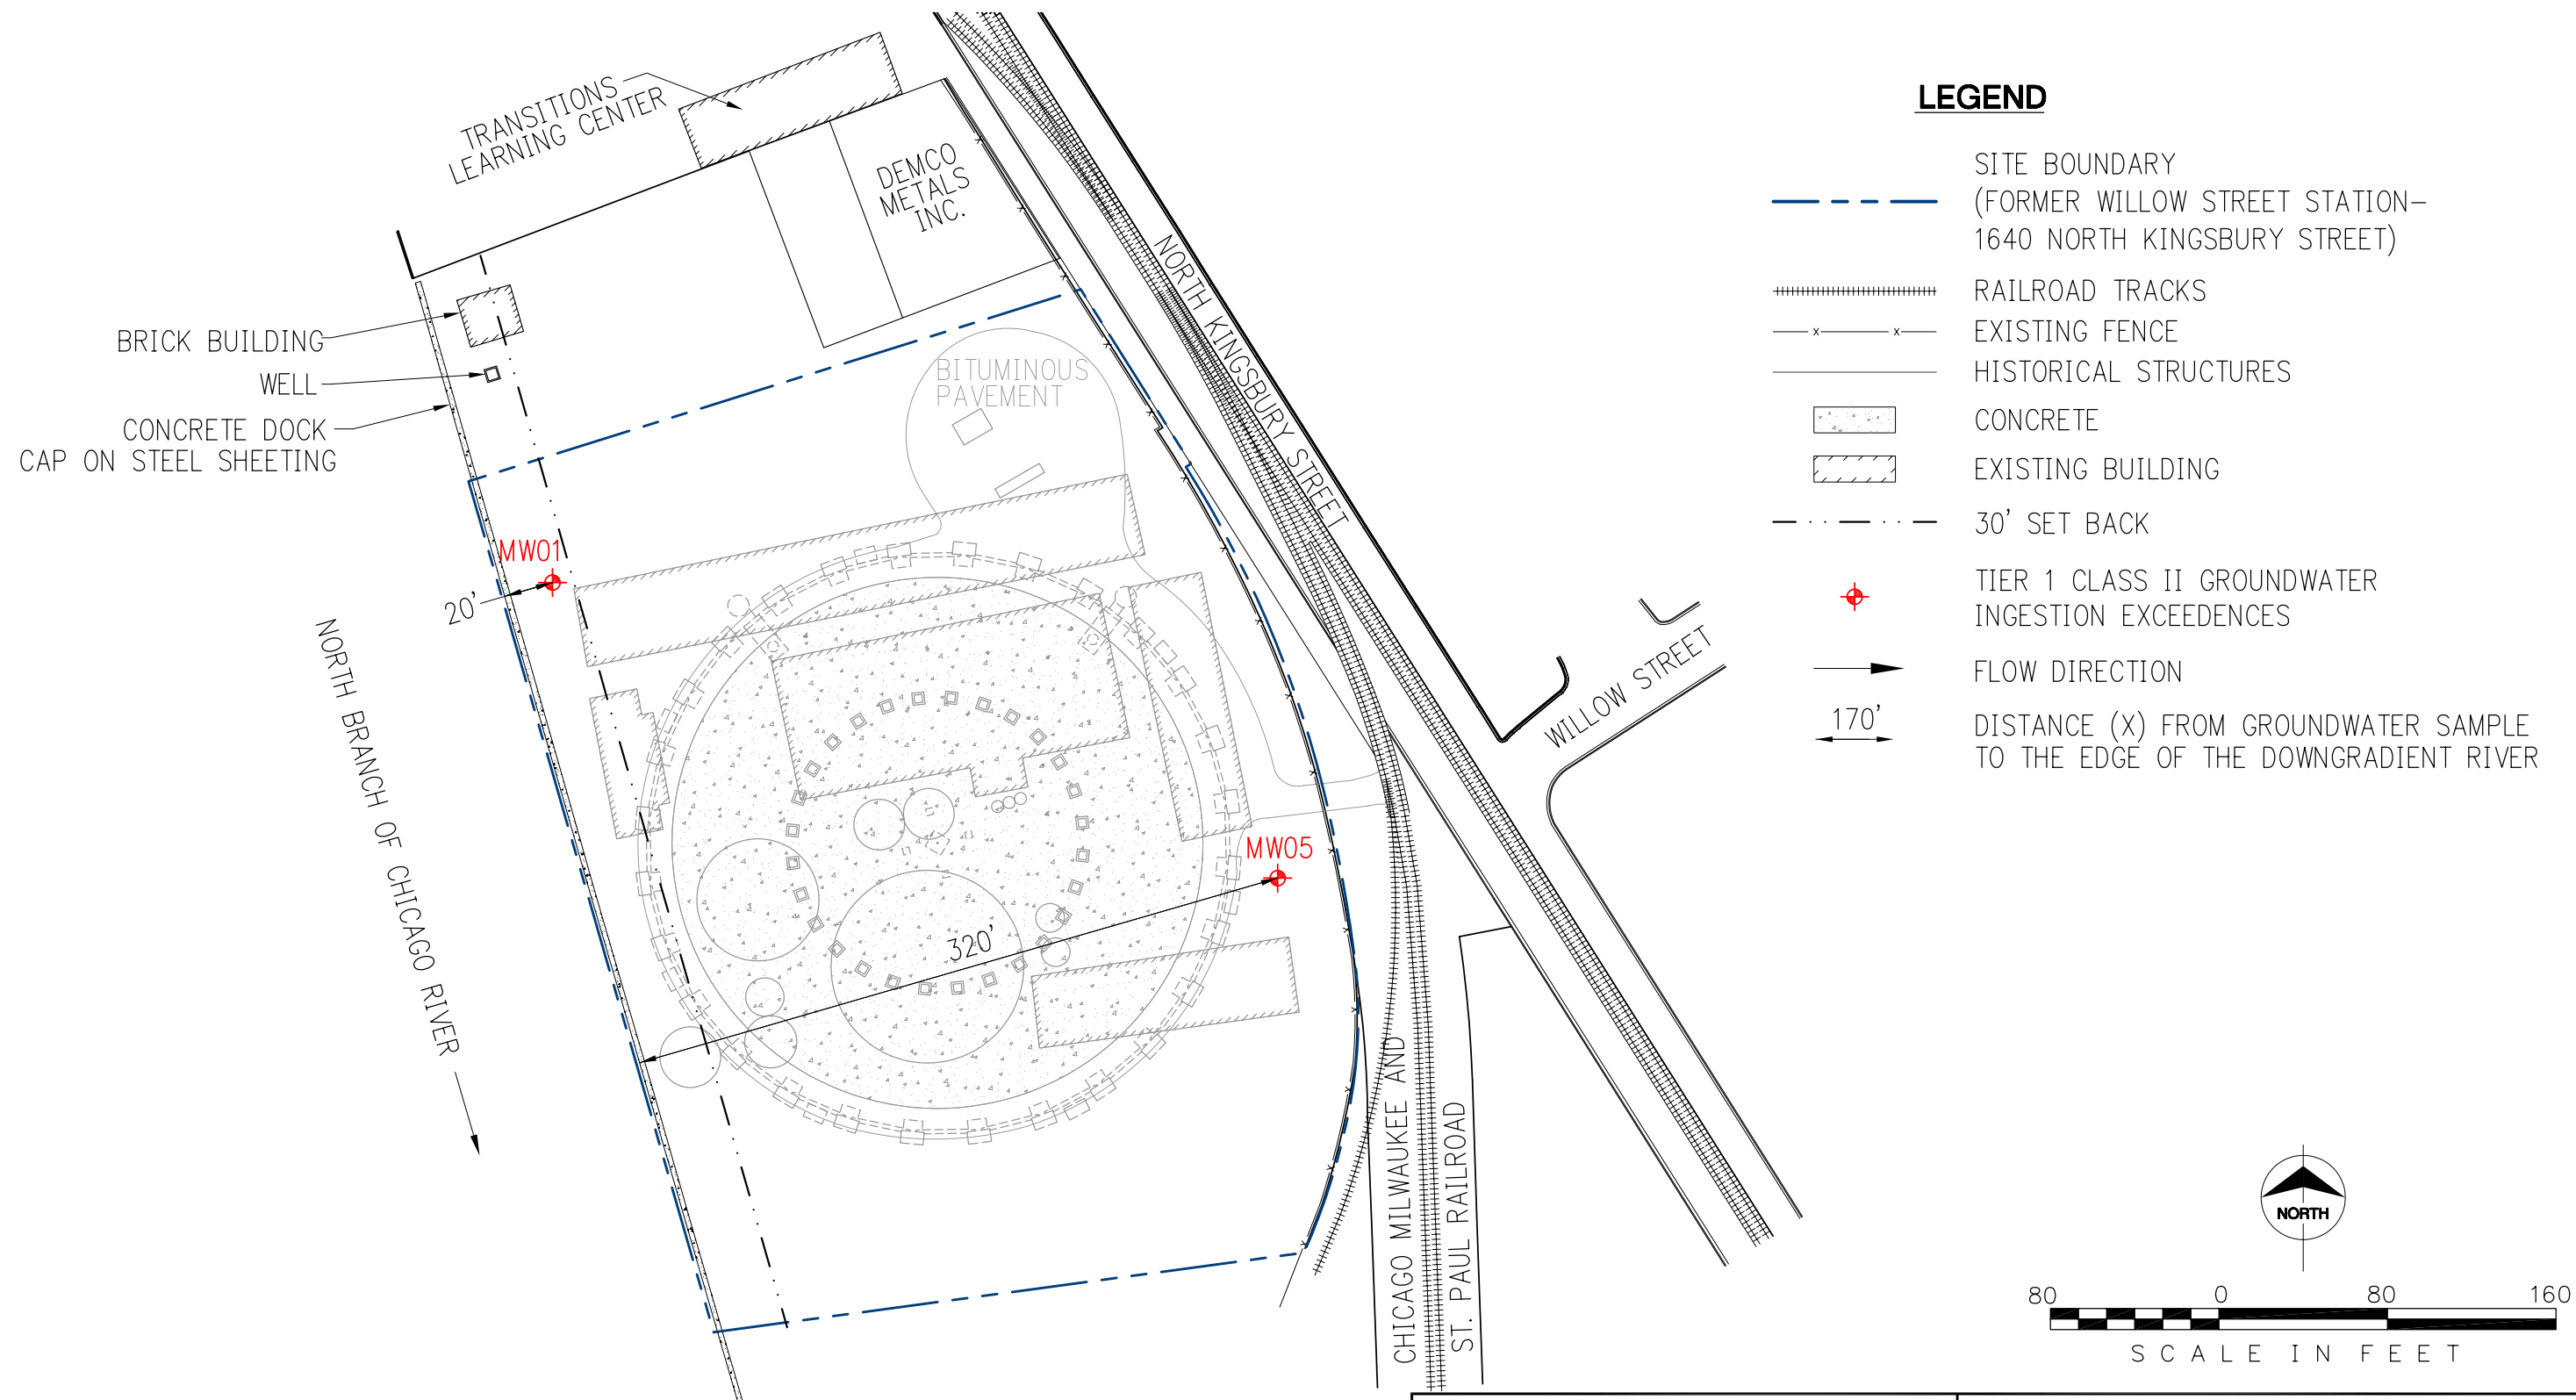 TRANSITIONS
LEARNING CENTER
DEMCO
METALS
INC.
BRICK BUILDING
WELL
CONCRETE DOCK
CAP ON STEEL SHEETING
BITUMINOUS
PAVEMENT
NORTH KINGSBURY STREET
MW01
20'
NORTH BRANCH OF CHICAGO RIVER
MW05
320'
WILLOW STREET
CHICAGO MILWAUKEE AND
ST. PAUL RAILROAD
LEGEND
SITE BOUNDARY
(FORMER WILLOW STREET STATION-
1640 NORTH KINGSBURY STREET)
RAILROAD TRACKS
x x
EXISTING FENCE
HISTORICAL STRUCTURES
CONCRETE
EXISTING BUILDING
30' SET BACK
TIER 1 CLASS II GROUNDWATER
INGESTION EXCEEDENCES
FLOW DIRECTION
170'
DISTANCE (X) FROM GROUNDWATER SAMPLE
TO THE EDGE OF THE DOWNGRADIENT RIVER
NORTH
80 0 80 160
SCALE IN FEET